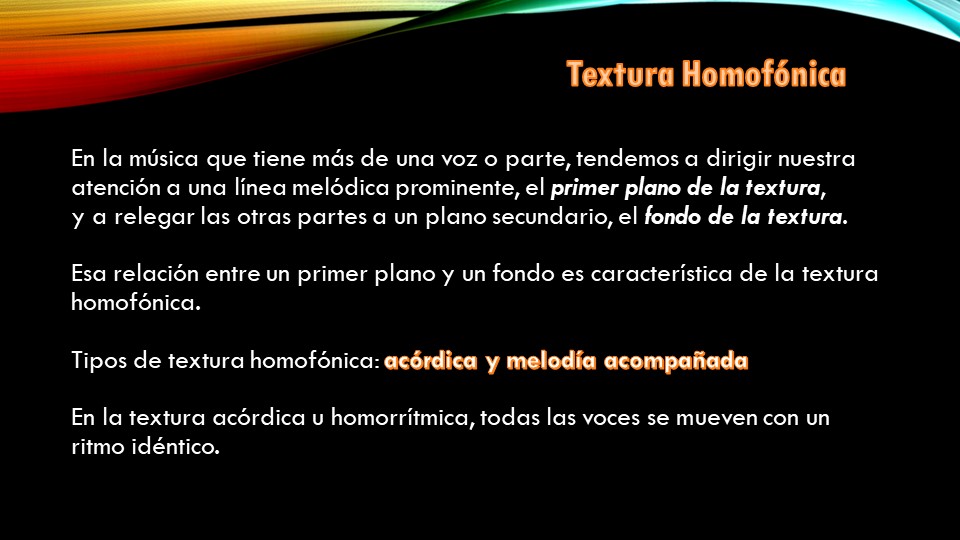 Textura Homofónica
En la música que tiene más de una voz o parte, tendemos a dirigir nuestra
atención a una línea melódica prominente, el primer plano de la textura,
y a relegar las otras partes a un plano secundario, el fondo de la textura.
Esa relación entre un primer plano y un fondo es característica de la textura
homofónica.
Tipos de textura homofónica: acórdica y melodía acompañada
En la textura acórdica u homorrítmica, todas las voces se mueven con un
ritmo idéntico.